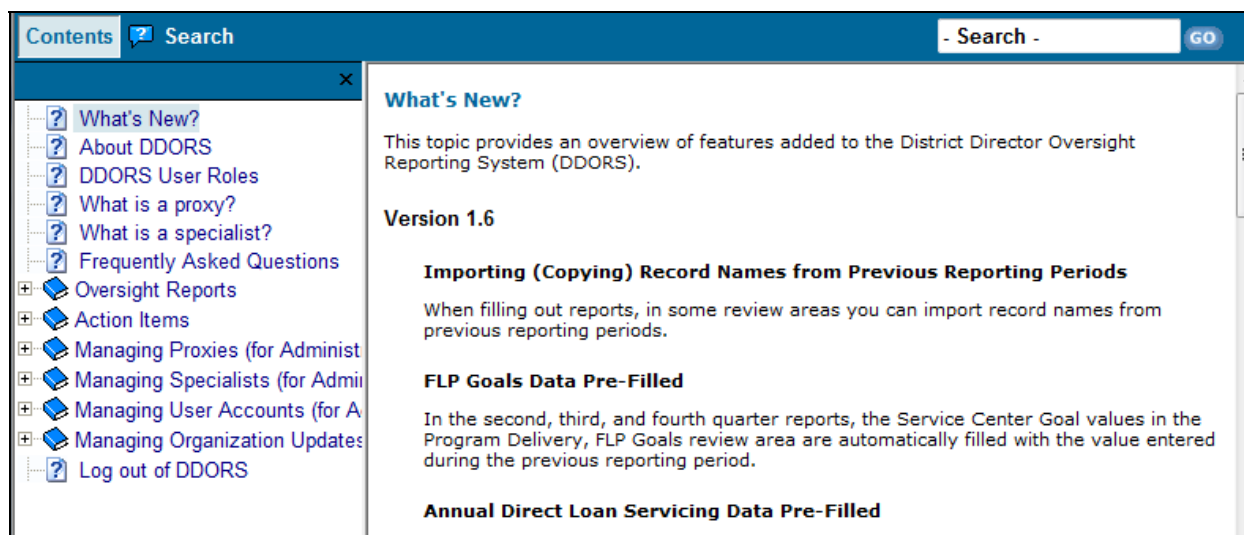 Contents Search
- Search - GO
×
What's New?
About DDORS
DDORS User Roles
What is a proxy?
What is a specialist?
Frequently Asked Questions
Oversight Reports
Action Items
Managing Proxies (for Administ
Managing Specialists (for Admi
Managing User Accounts (for A
Managing Organization Updates
Log out of DDORS
What's New?
This topic provides an overview of features added to the District Director Oversight
Reporting System (DDORS).
Version 1.6
Importing (Copying) Record Names from Previous Reporting Periods
When filling out reports, in some review areas you can import record names from
previous reporting periods.
FLP Goals Data Pre-Filled
In the second, third, and fourth quarter reports, the Service Center Goal values in the
Program Delivery, FLP Goals review area are automatically filled with the value entered
during the previous reporting period.
Annual Direct Loan Servicing Data Pre-Filled